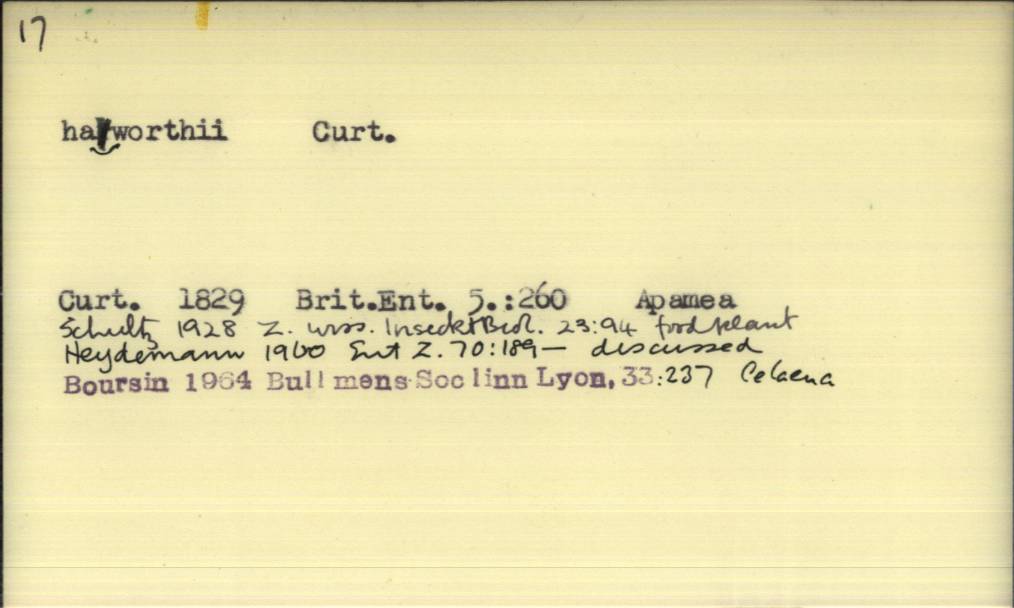 17
haworthii Curt.
Curt. 1829 Brit.Ent. 5.:260 Apamea
Schultz 1928 Z. wiss. InsecktBiol. 23:94 foodplant
Heydemann 1960 Ent Z. 70:189— discussed
Boursin 1964 Bull mens Soc linn Lyon, 33:237 Celaena